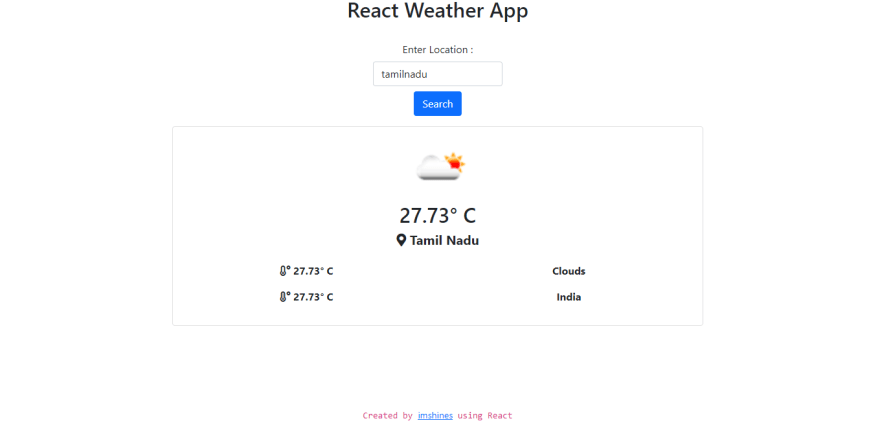 React Weather App
Enter Location :
tamilnadu
Search
27.73° C
Tamil Nadu
27.73° C Clouds
27.73° C India
Created by imshines using React